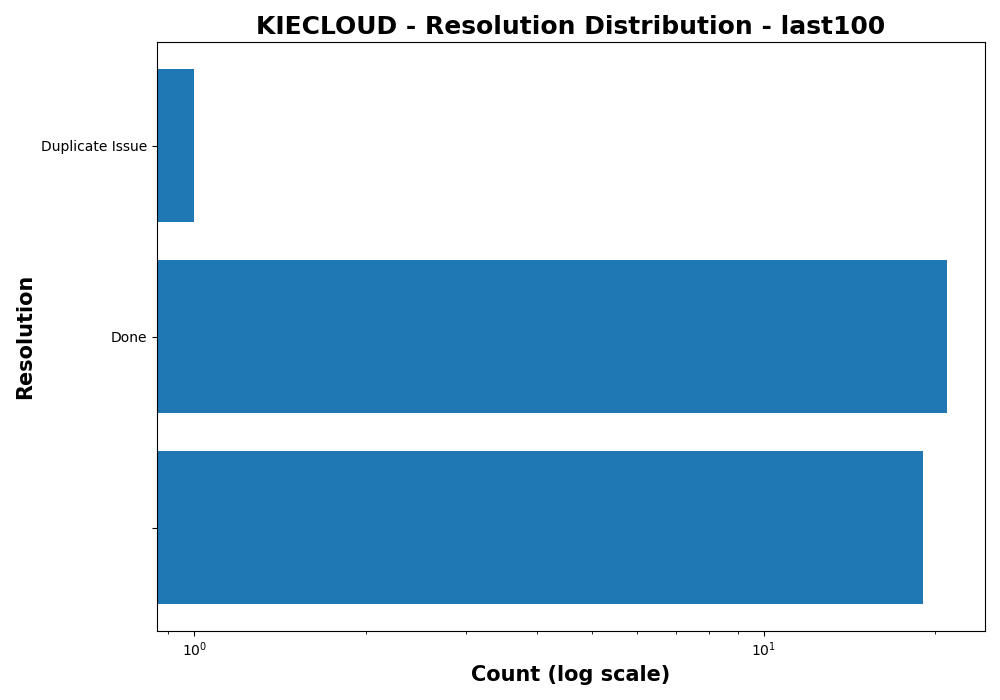 KIECLOUD - Resolution Distribution - last100
Duplicate Issue
Done
Resolution
10⁰
10¹
Count (log scale)